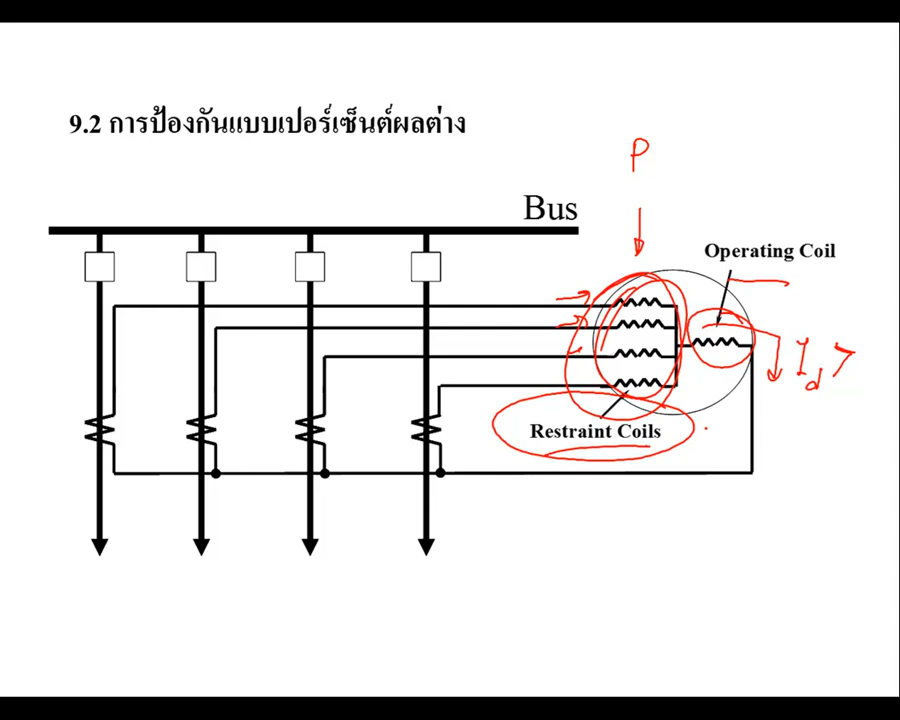 9.2 การป้องกันแบบเปอร์เซ็นต์ผลต่าง
P
Bus
Operating Coil
I_d >
Restraint Coils